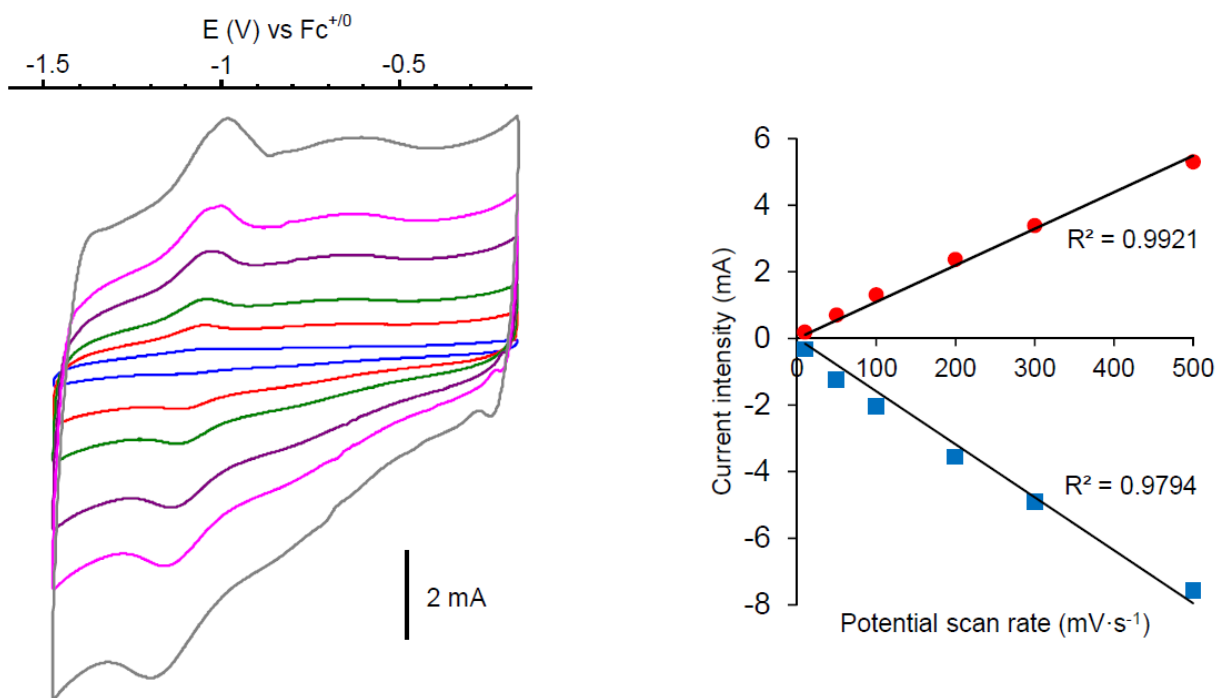 E (V) vs Fc⁺ᐟ⁰
-1.5 -1 -0.5
2 mA
6
4
2
0
-2
-4
-6
-8
0 100 200 300 400 500
Current intensity (mA)
R² = 0.9921
R² = 0.9794
Potential scan rate (mV·s⁻¹)